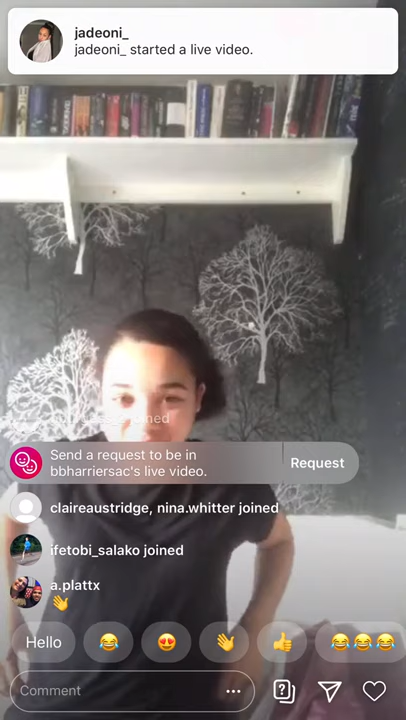 jadeoni_
jadeoni_ started a live video.
joined
Send a request to be in
bbharriersac's live video.
Request
claireaustridge, nina.whitter joined
ifetobi_salako joined
a.plattx
👋
Hello
😂
😍
👋
👍
😂😂😂
Comment